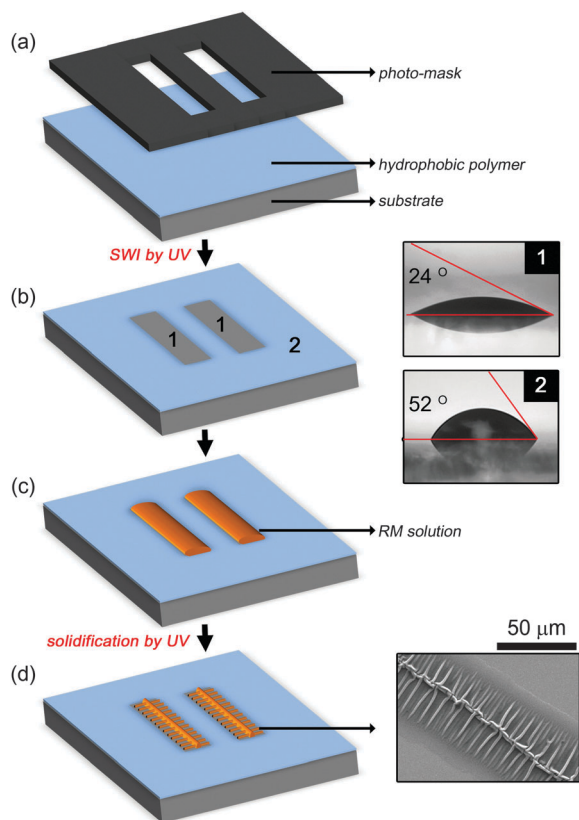 (a)
photo-mask
hydrophobic polymer
substrate
SWI by UV
(b)
1
1
2
1
24 °
2
52 °
(c)
RM solution
solidification by UV
(d)
50 μm